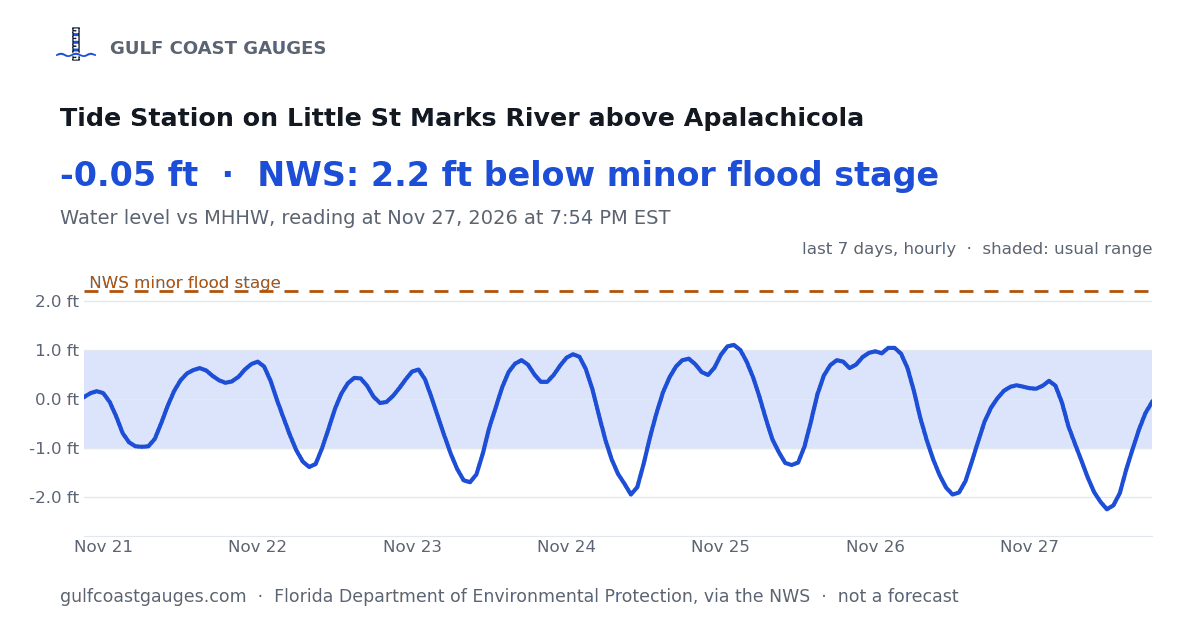 GULF COAST GAUGES
Tide Station on Little St Marks River above Apalachicola
-0.05 ft · NWS: 2.2 ft below minor flood stage
Water level vs MHHW, reading at Nov 27, 2026 at 7:54 PM EST
last 7 days, hourly · shaded: usual range
NWS minor flood stage
2.0 ft
1.0 ft
0.0 ft
-1.0 ft
-2.0 ft
Nov 21 Nov 22 Nov 23 Nov 24 Nov 25 Nov 26 Nov 27
gulfcoastgauges.com · Florida Department of Environmental Protection, via the NWS · not a forecast